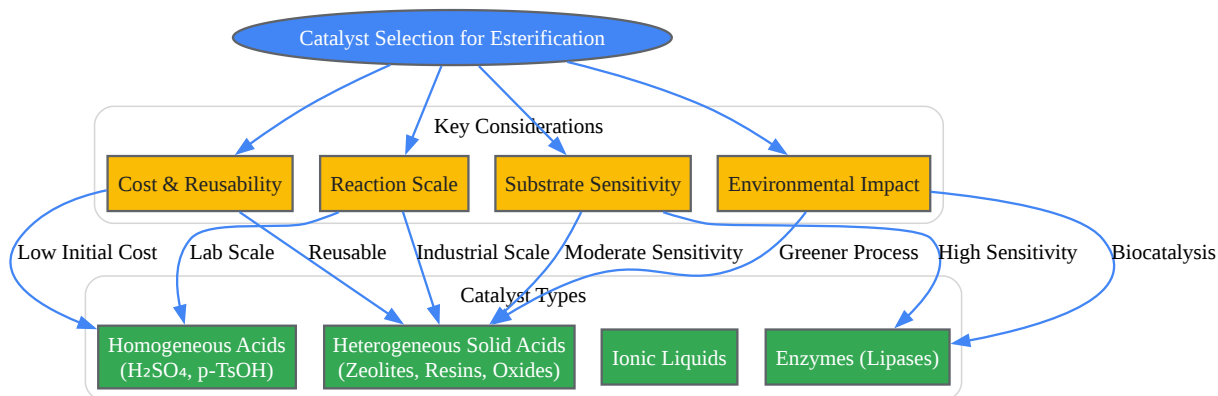 Catalyst Selection for Esterification
Key Considerations
Cost & Reusability
Reaction Scale
Substrate Sensitivity
Environmental Impact
Low Initial Cost
Lab Scale
Reusable
Industrial Scale
Moderate Sensitivity
Greener Process
High Sensitivity
Biocatalysis
Catalyst Types
Homogeneous Acids
(H₂SO₄, p-TsOH)
Heterogeneous Solid Acids
(Zeolites, Resins, Oxides)
Ionic Liquids
Enzymes (Lipases)